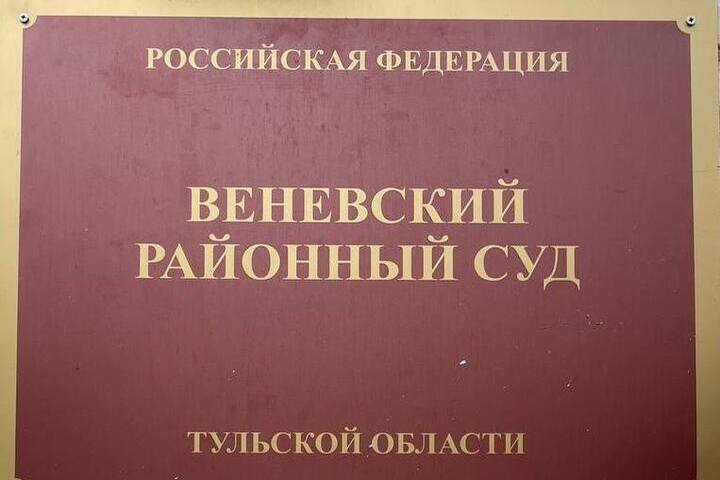 РОССИЙСКАЯ ФЕДЕРАЦИЯ
ВЕНЕВСКИЙ
РАЙОННЫЙ СУД
ТУЛЬСКОЙ ОБЛАСТИ